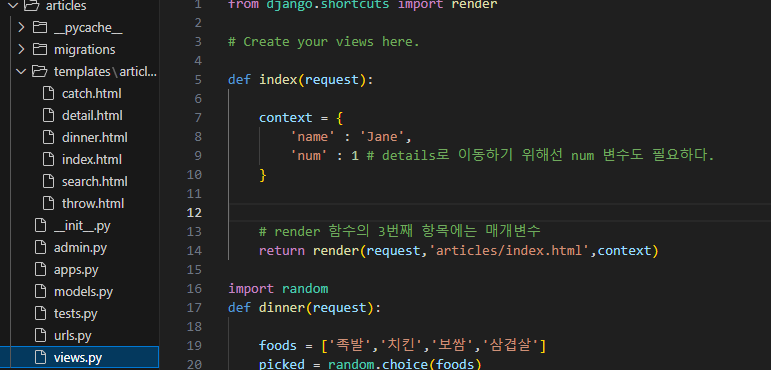 articles
__pycache__
migrations
templates\artic...
catch.html
detail.html
dinner.html
index.html
search.html
throw.html
__init__.py
admin.py
apps.py
models.py
tests.py
urls.py
views.py
1 from django.shortcuts import render
2
3 # Create your views here.
4
5 def index(request):
6
7 context = {
8 'name' : 'Jane',
9 'num' : 1 # details로 이동하기 위해선 num 변수도 필요하다.
10 }
11
12
13 # render 함수의 3번째 항목에는 매개변수
14 return render(request,'articles/index.html',context)
15
16 import random
17 def dinner(request):
18
19 foods = ['족발','치킨','보쌈','삼겹살']
20 picked = random.choice(foods)